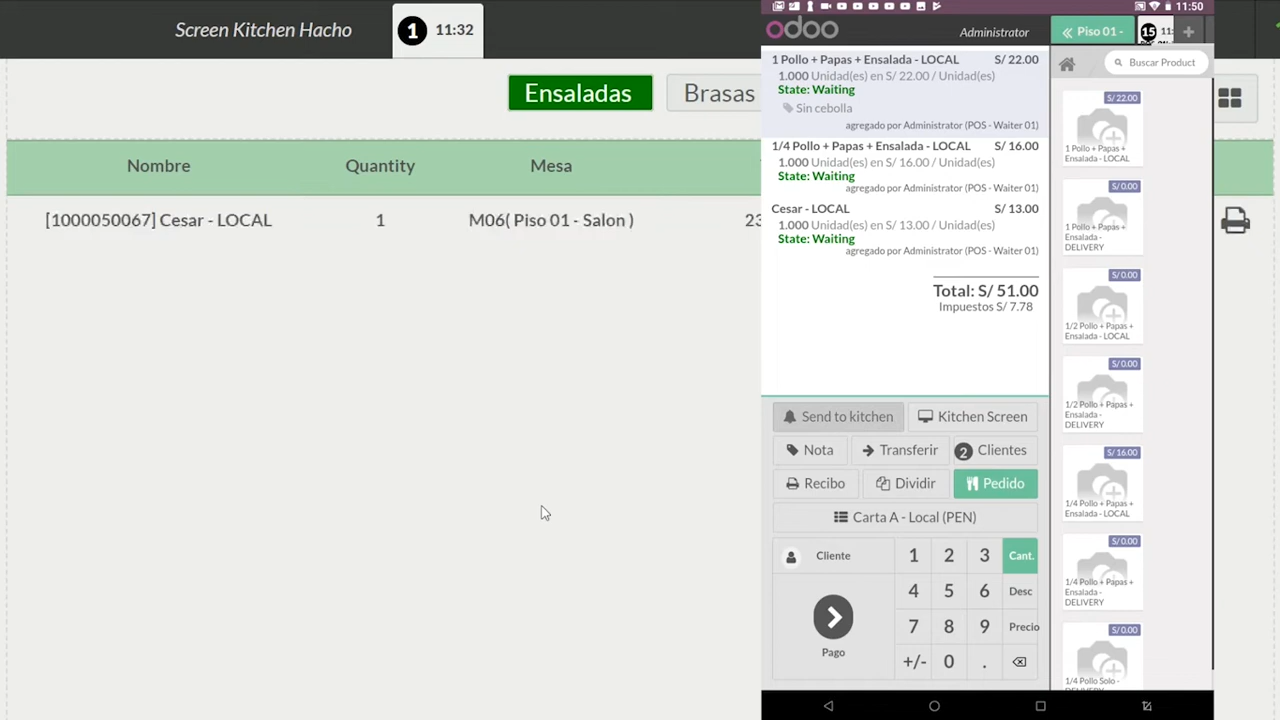 Screen Kitchen Hacho
1 11:32
Ensaladas
Brasas
Nombre Quantity Mesa
[1000050067] Cesar - LOCAL 1 M06( Piso 01 - Salon ) 23
11:50
odoo Administrator
Piso 01 -
15 11:
+
1 Pollo + Papas + Ensalada - LOCAL S/ 22.00
1.000 Unidad(es) en S/ 22.00 / Unidad(es)
State: Waiting
Sin cebolla
agregado por Administrator (POS - Waiter 01)
1/4 Pollo + Papas + Ensalada - LOCAL S/ 16.00
1.000 Unidad(es) en S/ 16.00 / Unidad(es)
State: Waiting
agregado por Administrator (POS - Waiter 01)
Cesar - LOCAL S/ 13.00
1.000 Unidad(es) en S/ 13.00 / Unidad(es)
State: Waiting
agregado por Administrator (POS - Waiter 01)
Total: S/ 51.00
Impuestos S/ 7.78
Send to kitchen Kitchen Screen
Nota Transferir 2 Clientes
Recibo Dividir Pedido
Carta A - Local (PEN)
Cliente
Pago
1 2 3 Cant.
4 5 6 Desc
7 8 9 Precio
+/- 0 .
Buscar Product
S/ 22.00
1 Pollo + Papas +
Ensalada - LOCAL
S/ 0.00
1 Pollo + Papas +
Ensalada -
DELIVERY
S/ 0.00
1/2 Pollo + Papas +
Ensalada - LOCAL
S/ 0.00
1/2 Pollo + Papas +
Ensalada -
DELIVERY
S/ 16.00
1/4 Pollo + Papas +
Ensalada - LOCAL
S/ 0.00
1/4 Pollo + Papas +
Ensalada -
DELIVERY
S/ 0.00
1/4 Pollo Solo -
DELIVERY